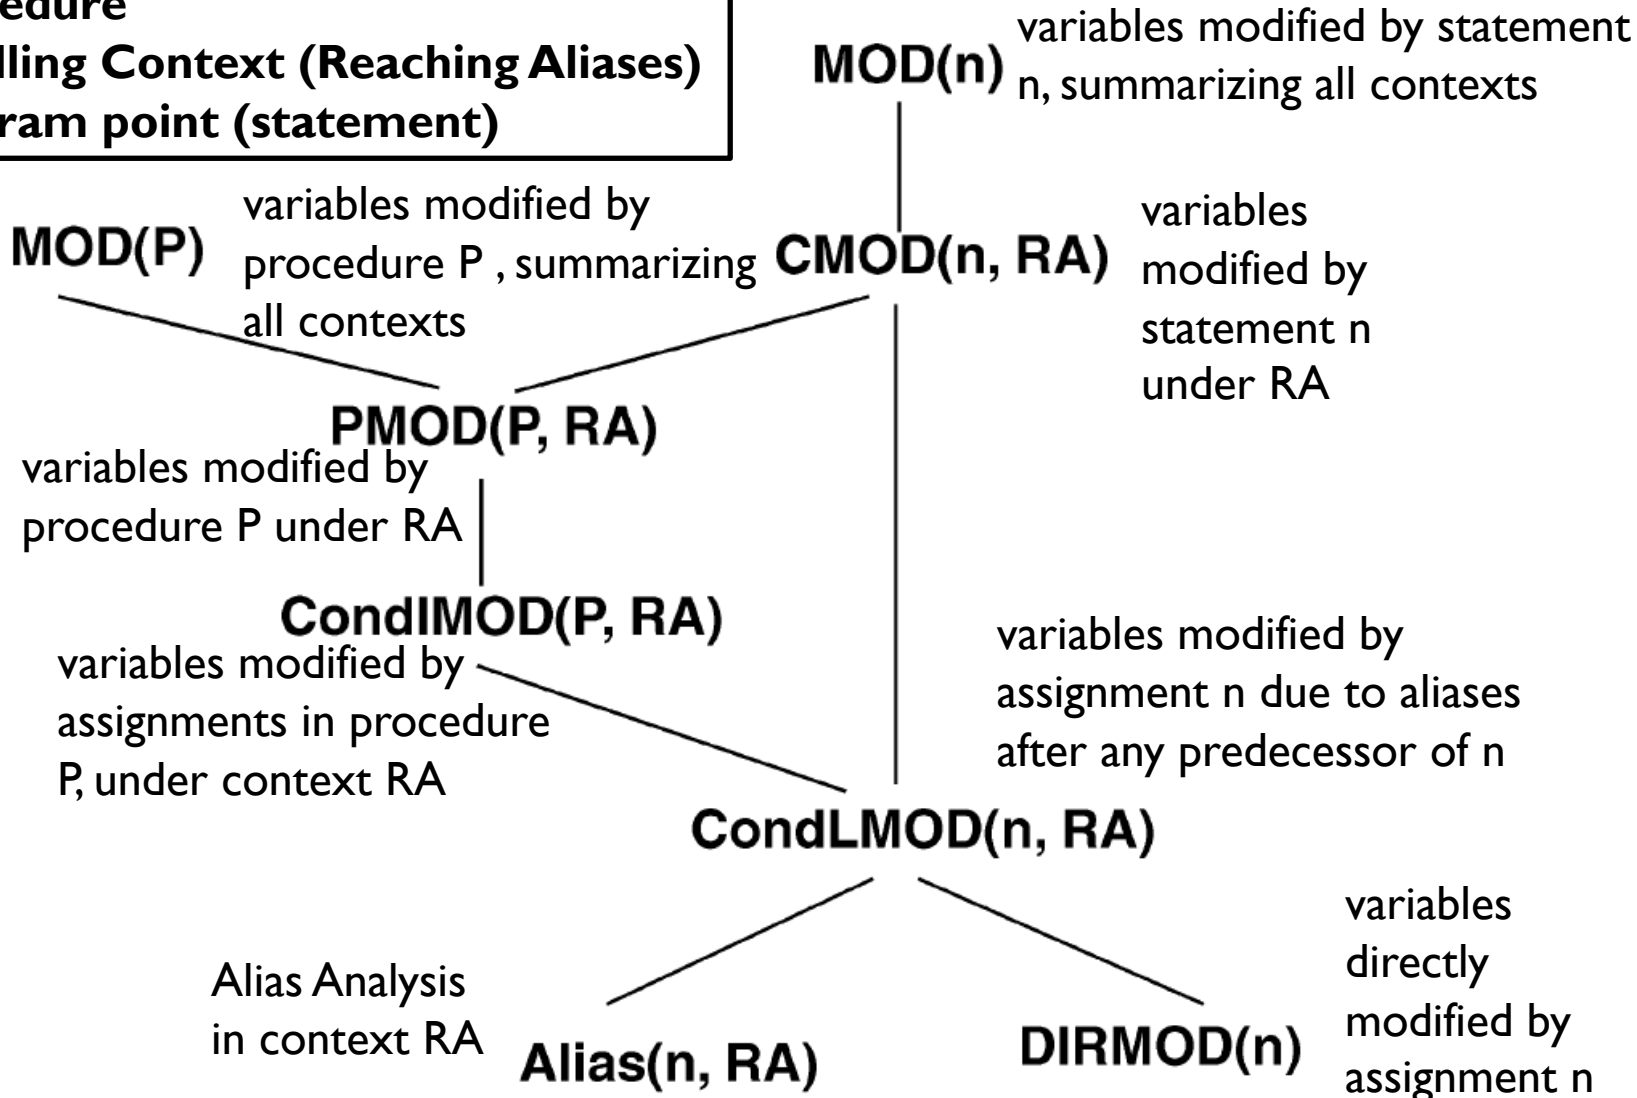 Calling Context (Reaching Aliases)
point (statement)
MOD(n)
variables modified by statement
n, summarizing all contexts
MOD(P)
variables modified by
procedure P , summarizing
all contexts
CMOD(n, RA)
variables
modified by
statement n
under RA
PMOD(P, RA)
variables modified by
procedure P under RA
CondIMOD(P, RA)
variables modified by
assignments in procedure
P, under context RA
variables modified by
assignment n due to aliases
after any predecessor of n
CondLMOD(n, RA)
Alias Analysis
in context RA
Alias(n, RA)
DIRMOD(n)
variables
directly
modified by
assignment n